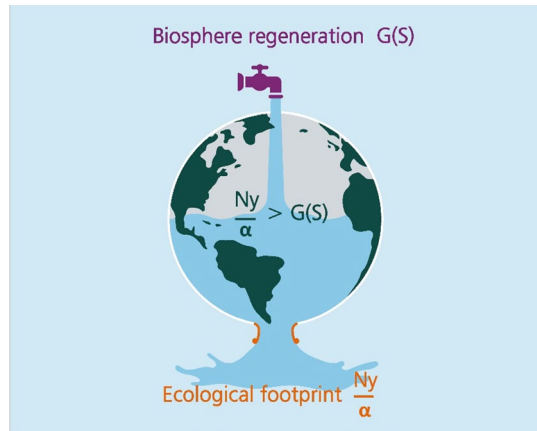 Biosphere regeneration G(S)
Ny
α > G(S)
Ecological footprint Ny
α